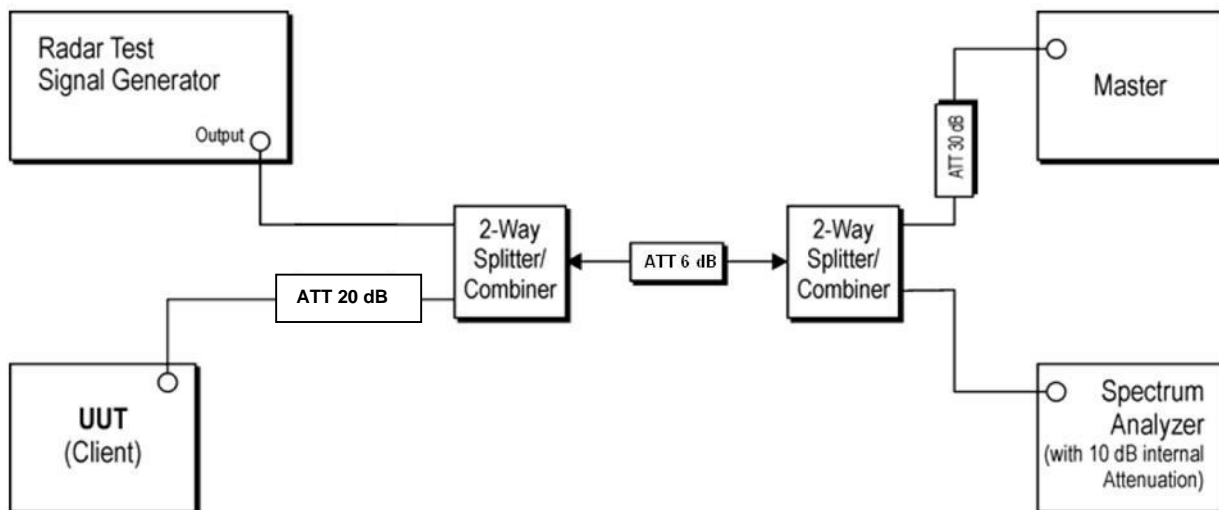 Radar Test
Signal Generator
Output
Master
ATT 30 dB
2-Way
Splitter/
Combiner
ATT 6 dB
2-Way
Splitter/
Combiner
ATT 20 dB
UUT
(Client)
Spectrum
Analyzer
(with 10 dB internal
Attenuation)